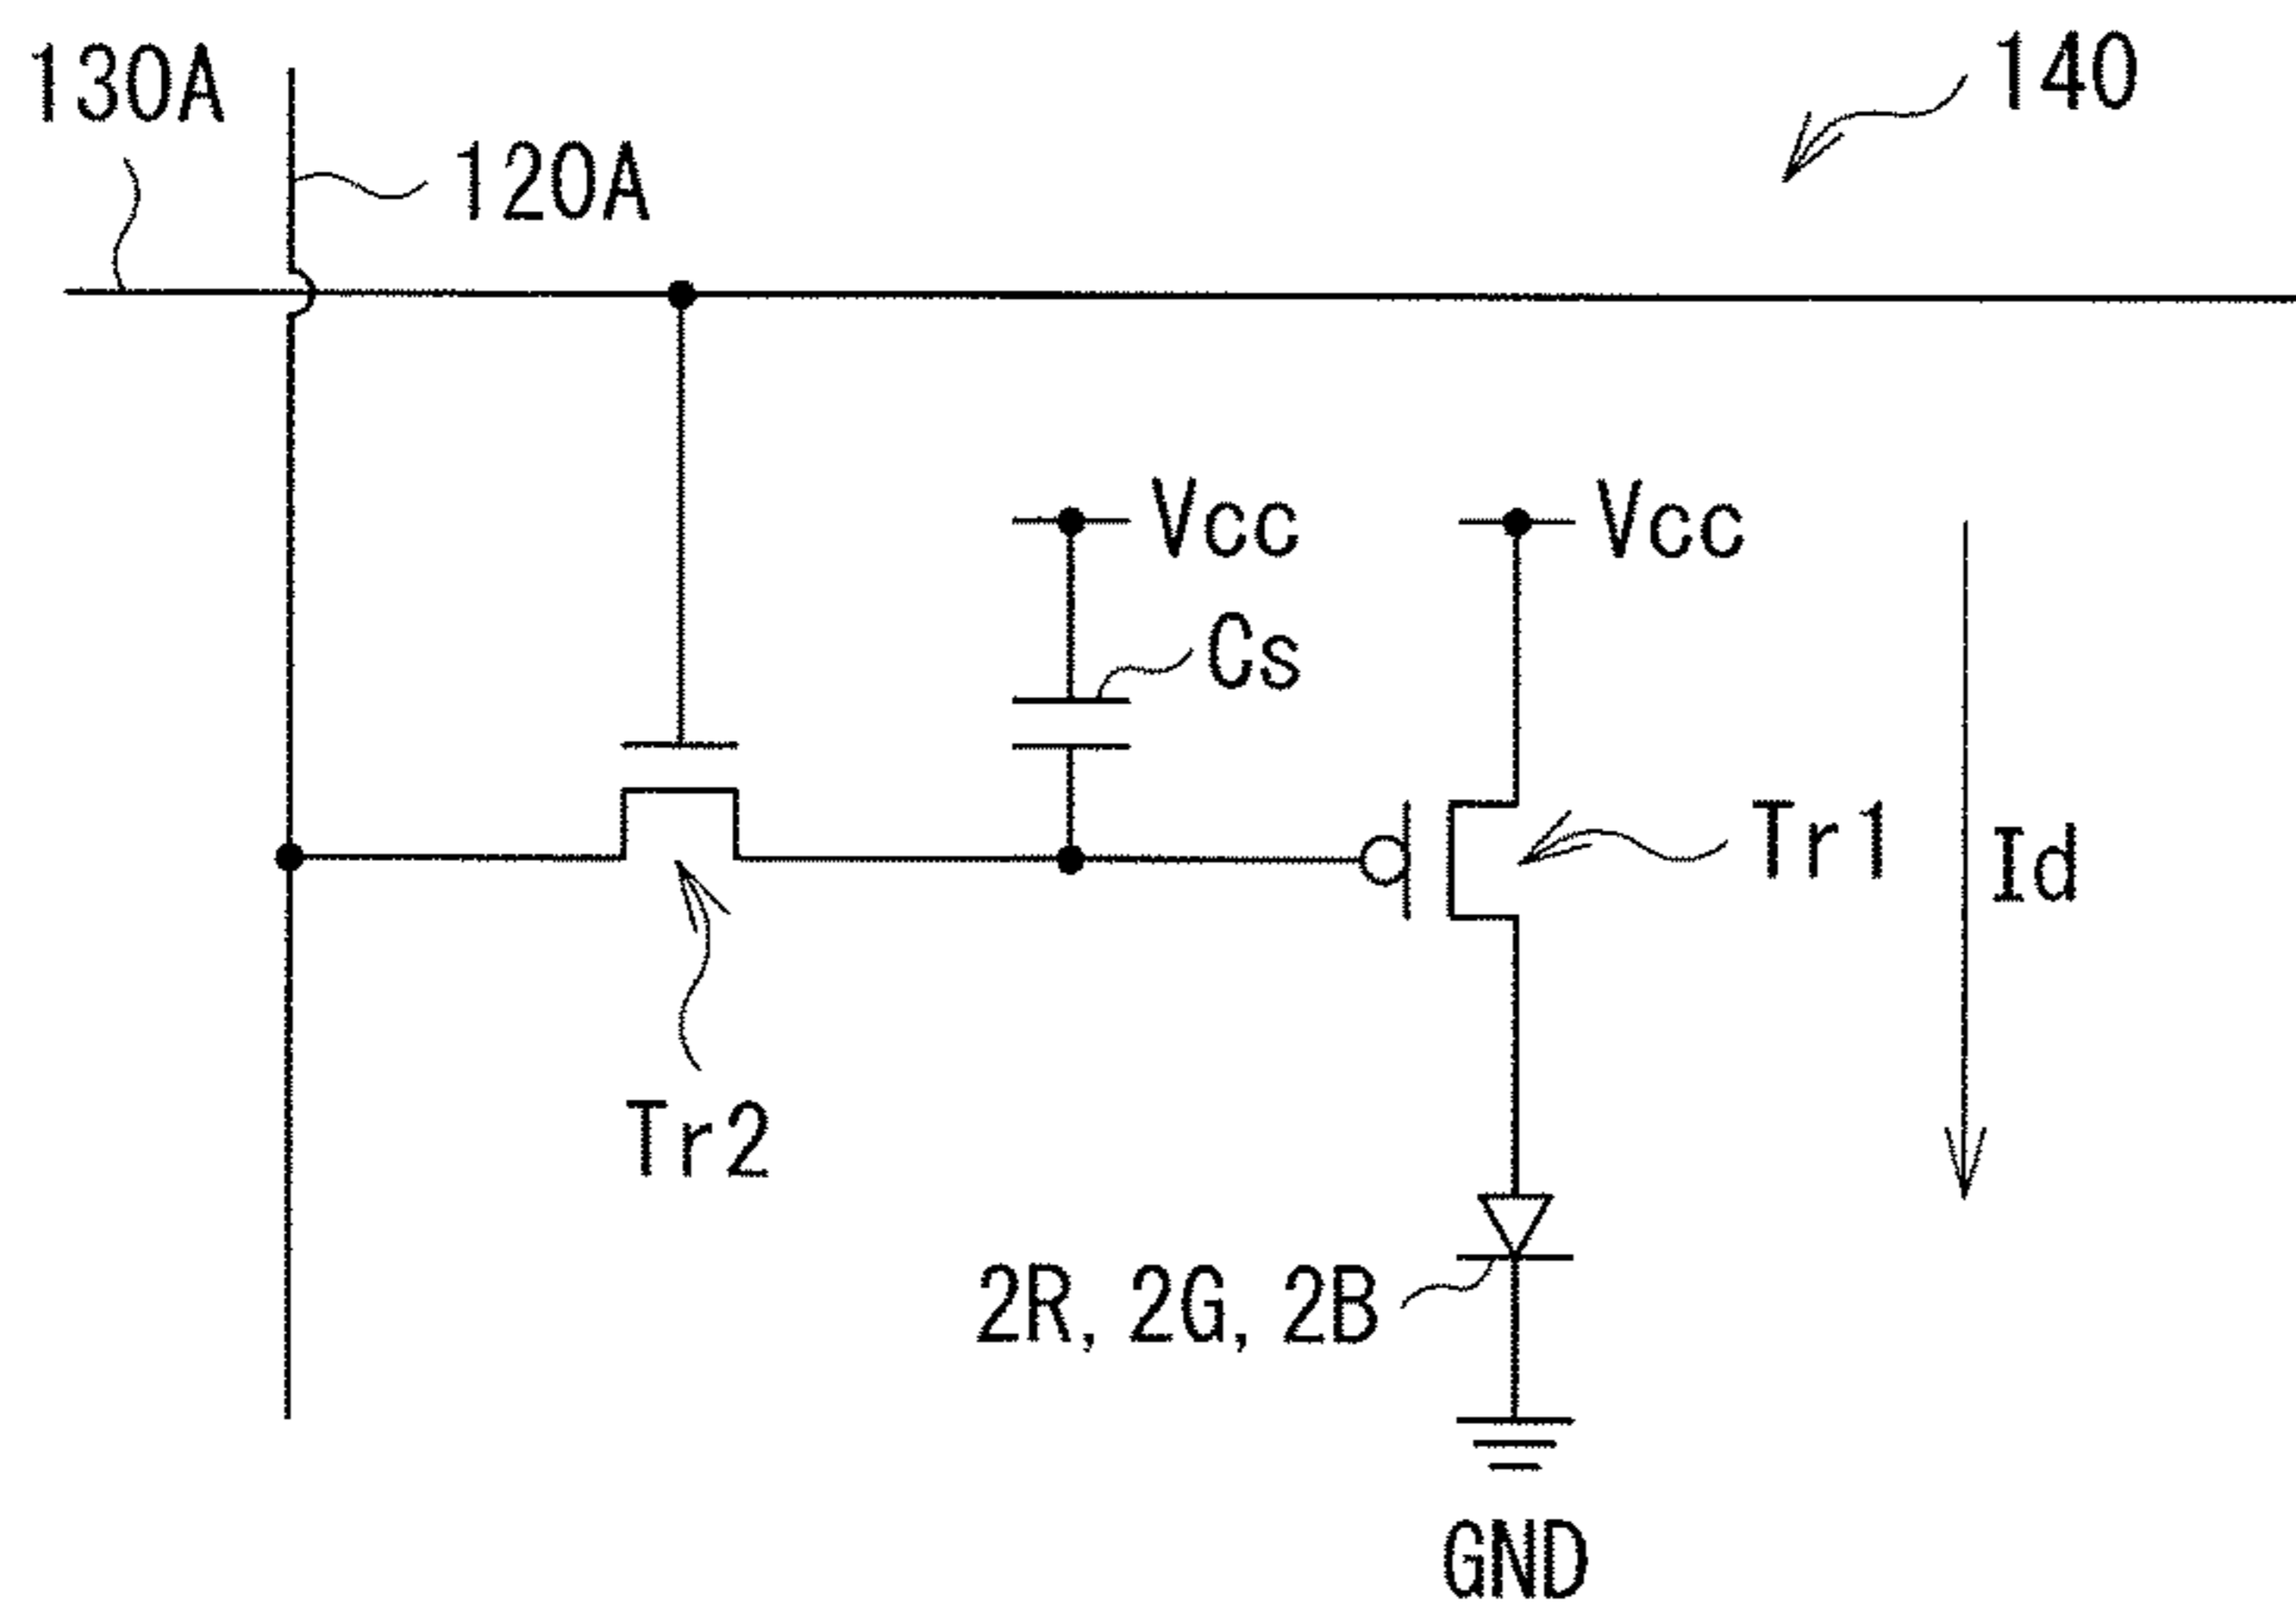 130A
140
120A
Vcc
Vcc
Cs
Tr1
Id
Tr2
2R, 2G, 2B
GND